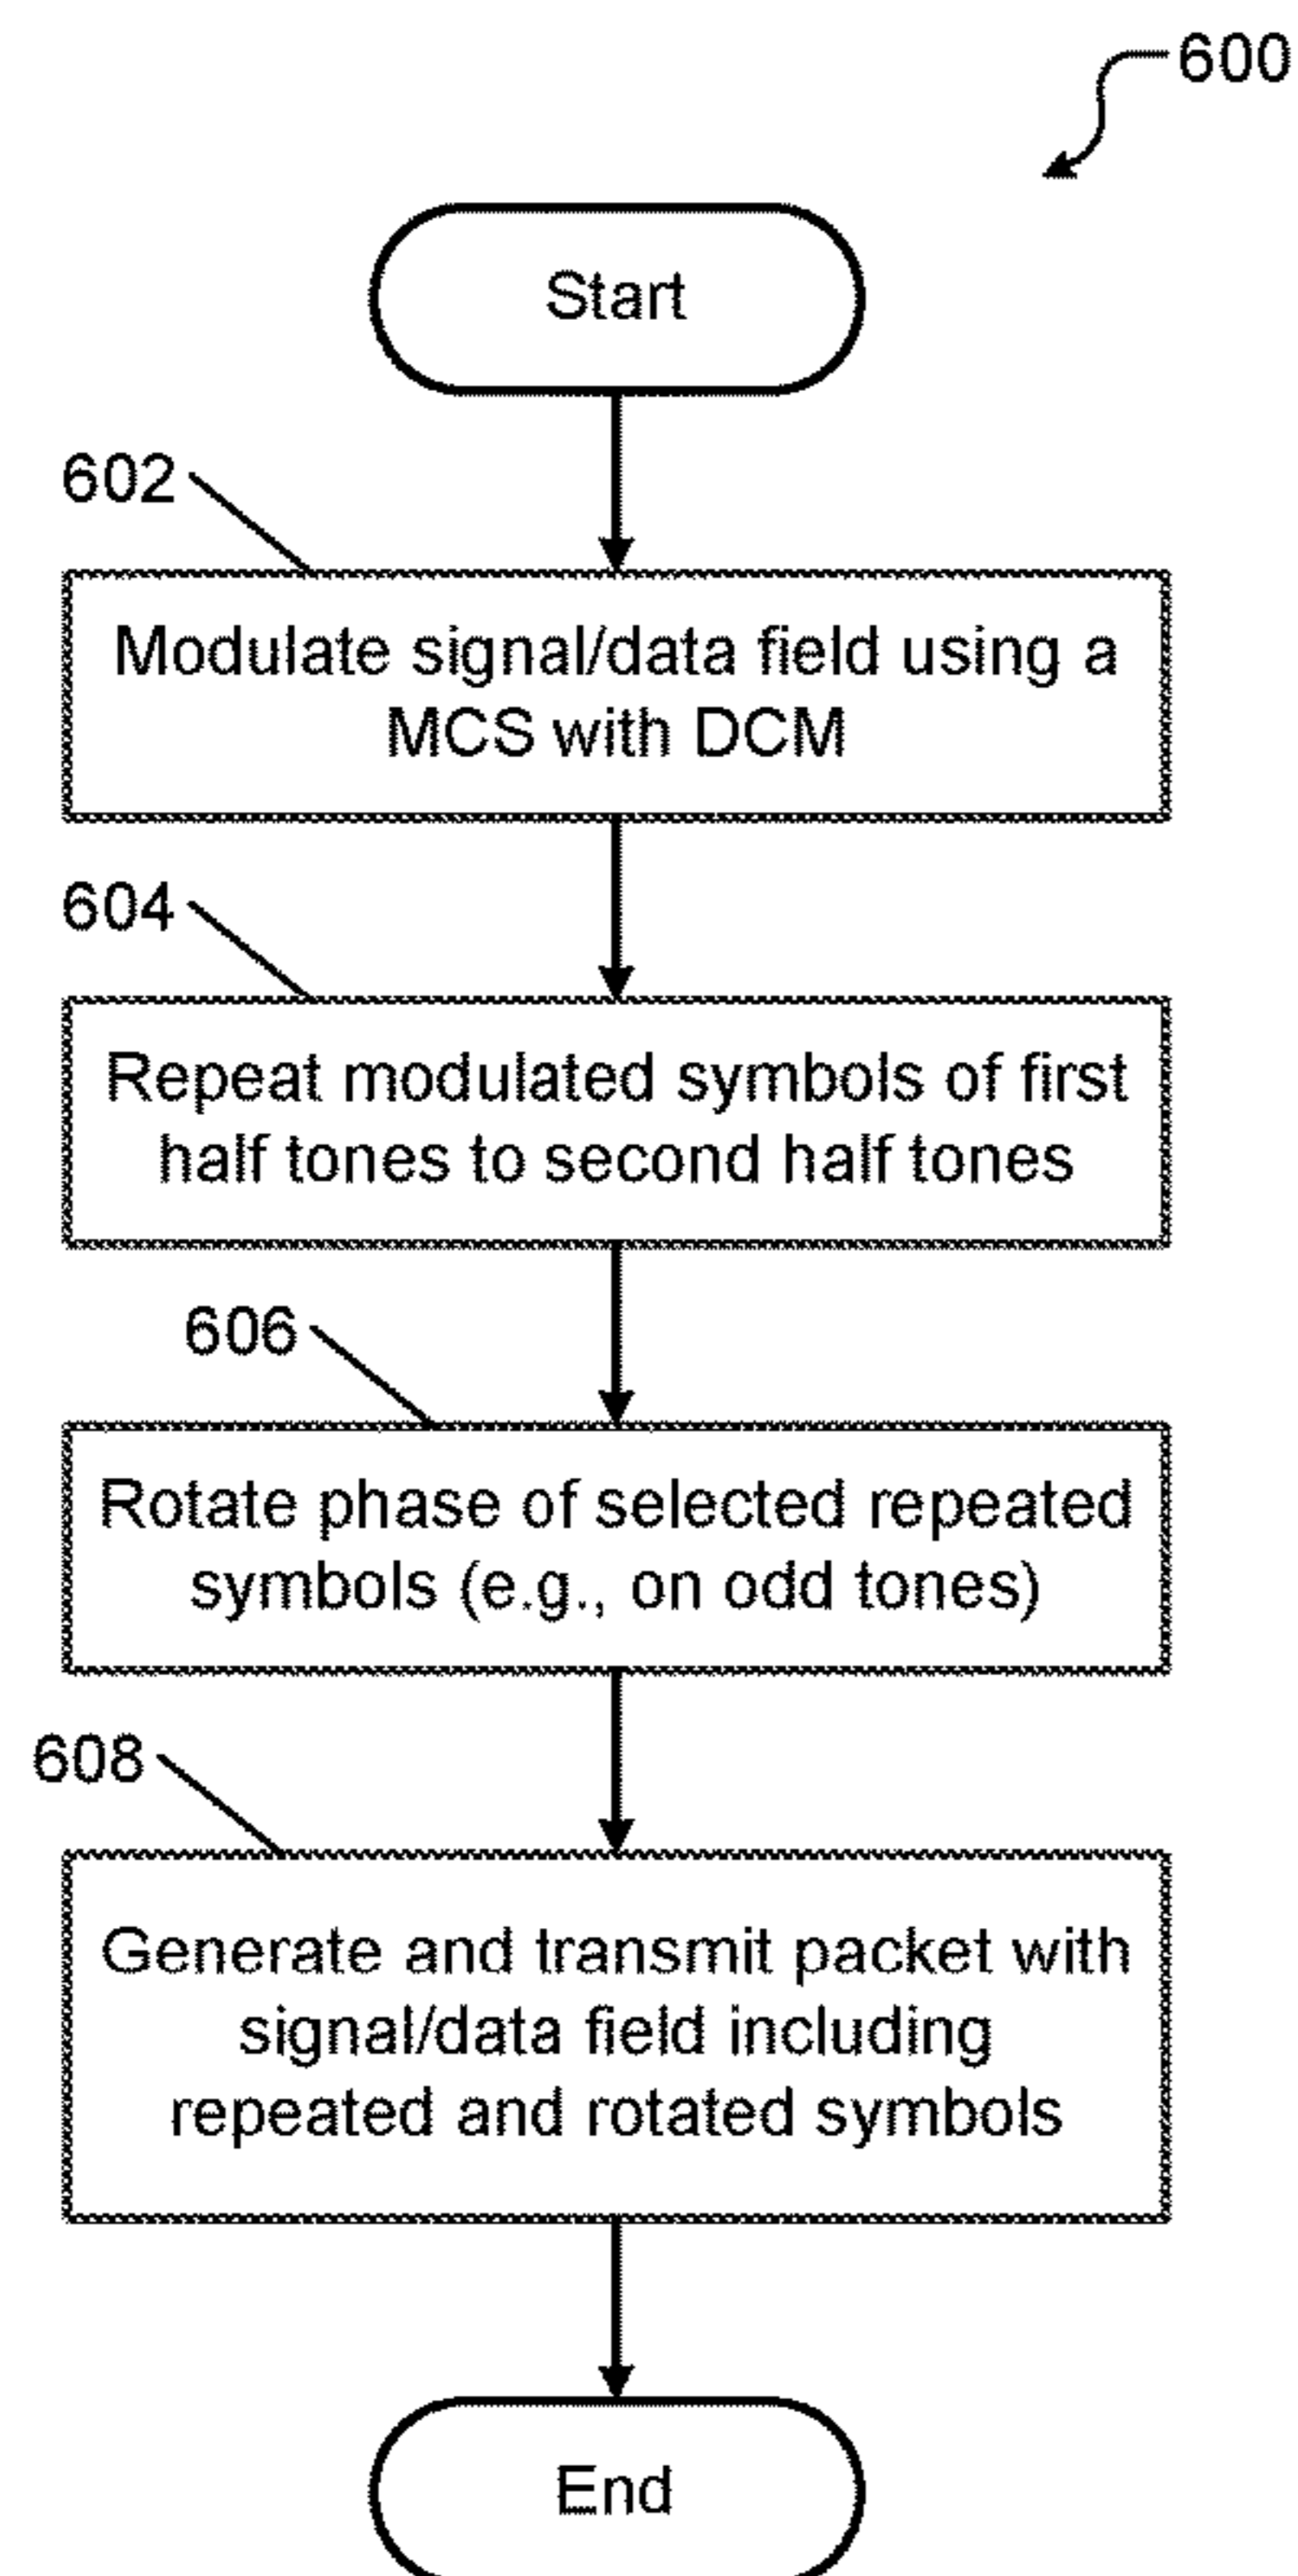 600
Start
602
Modulate signal/data field using a
MCS with DCM
604
Repeat modulated symbols of first
half tones to second half tones
606
Rotate phase of selected repeated
symbols (e.g., on odd tones)
608
Generate and transmit packet with
signal/data field including
repeated and rotated symbols
End